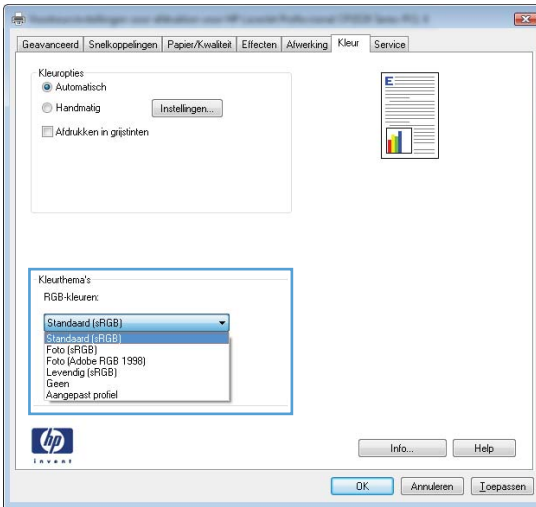 Geavanceerd Snelkoppelingen Papier/Kwaliteit Effecten Afwerking Kleur Service
Kleuropties
Automatisch
Handmatig Instellingen...
Afdrukken in grijstinten
E
Kleurthema's
RGB-kleuren:
Standaard (sRGB)
Standaard (sRGB)
Foto (sRGB)
Foto (Adobe RGB 1998)
Levendig (sRGB)
Geen
Aangepast profiel
hp
invent
Info... Help
OK Annuleren Toepassen